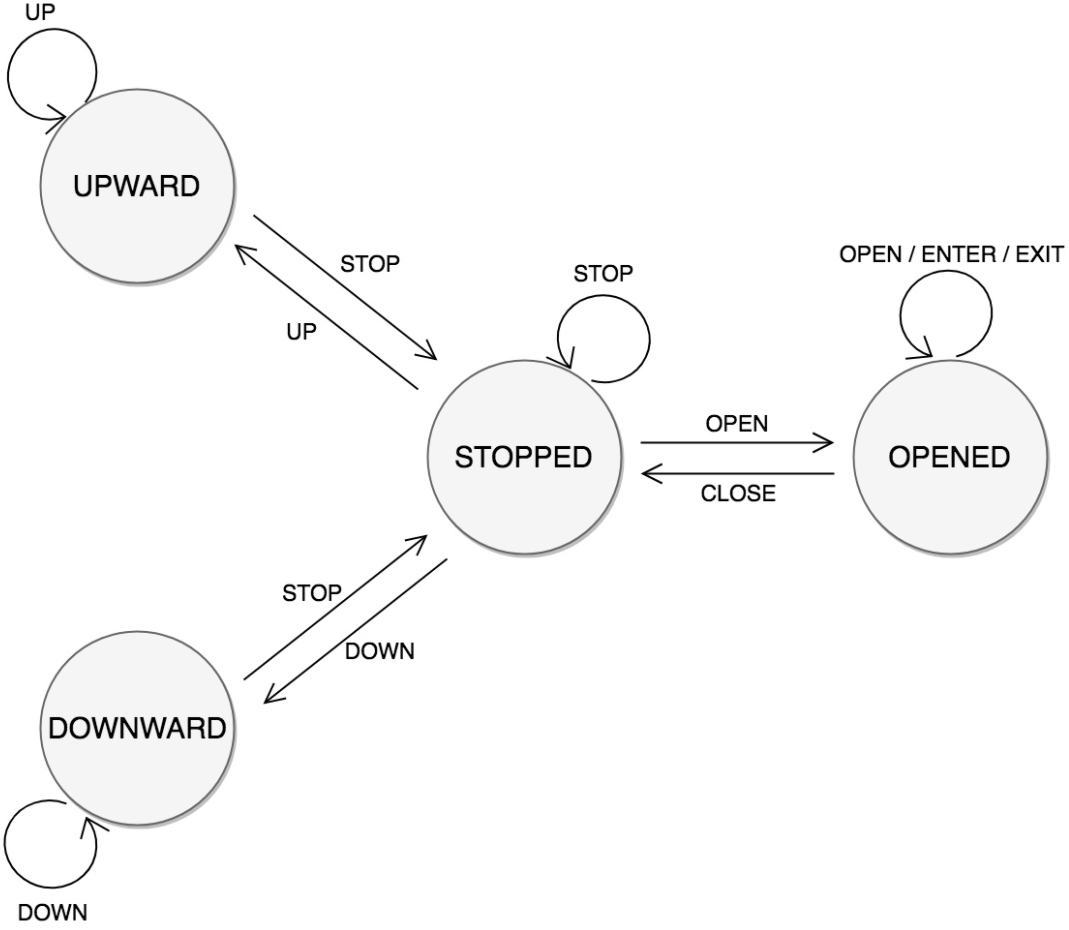 UP
UPWARD
STOP
UP
STOP
OPEN / ENTER / EXIT
STOPPED
OPEN
CLOSE
OPENED
STOP
DOWN
DOWNWARD
DOWN